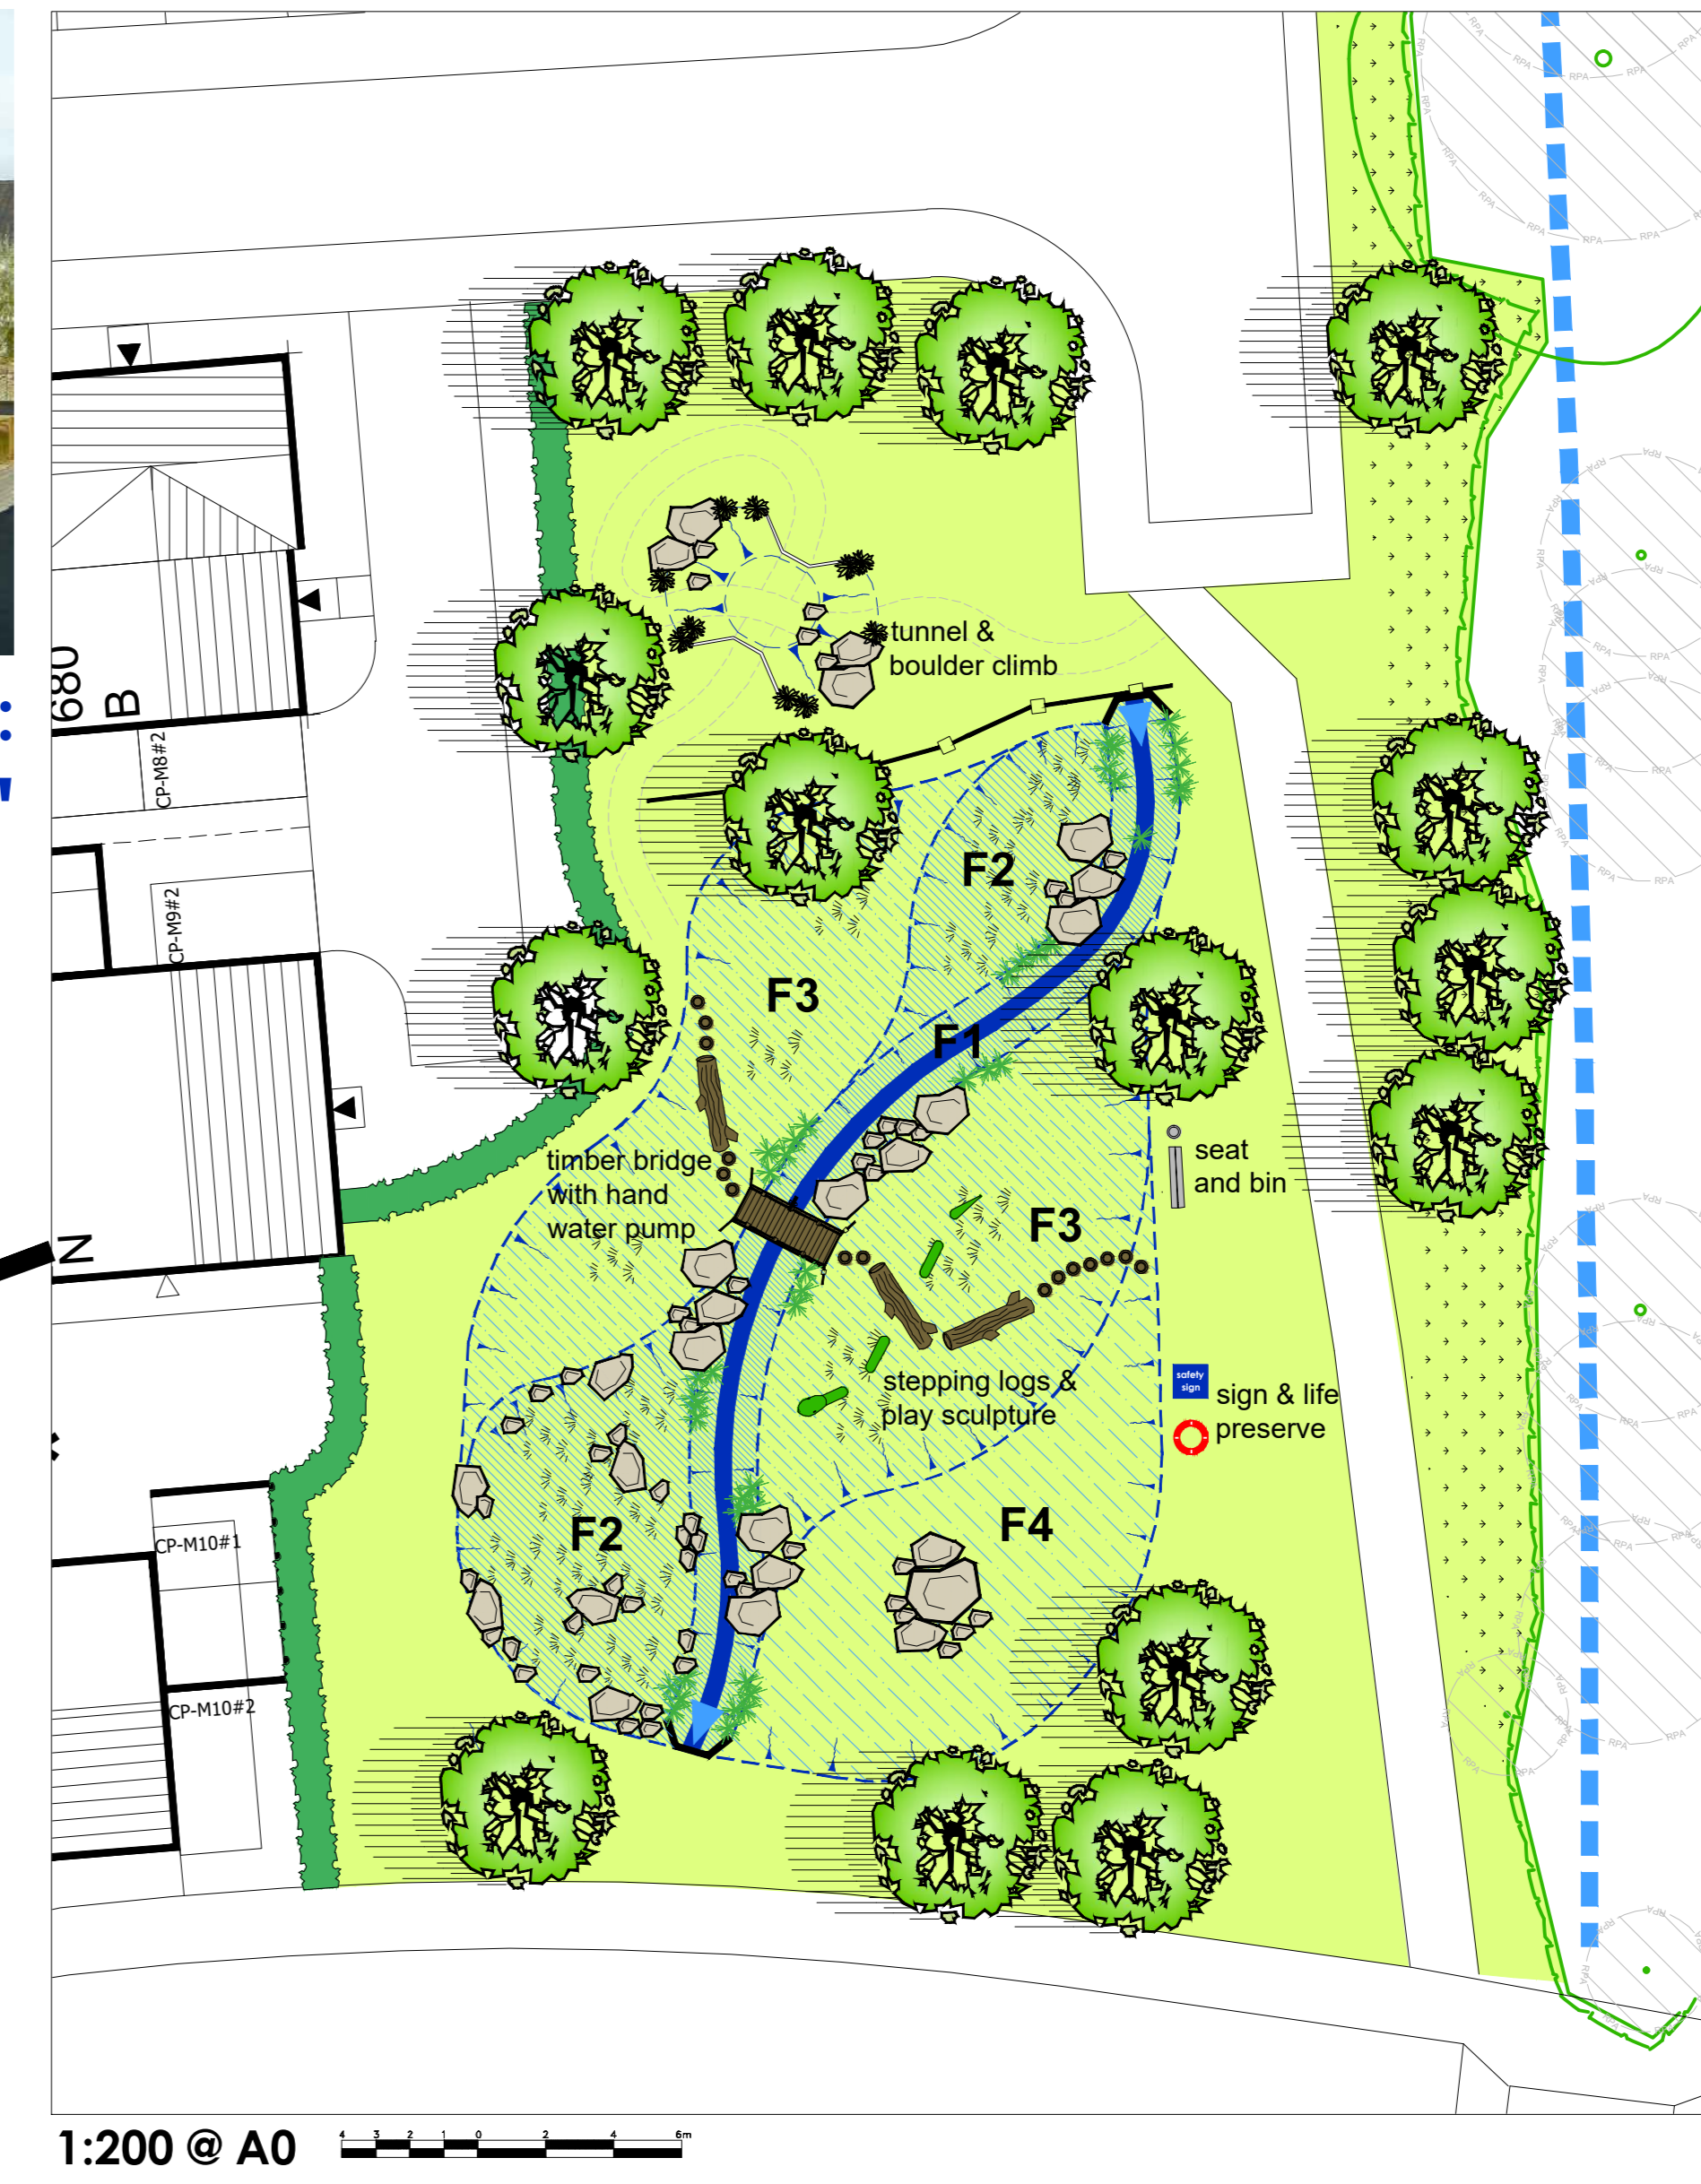 RPA
tunnel &
boulder climb
680
B
CP-M8#2
F2
CP-M9#2
F3
F1
timber bridge
with hand
water pump
seat
and bin
F3
N
safety
sign
sign & life
preserve
stepping logs &
play sculpture
F4
F2
CP-M10#1
CP-M10#2
1:200 @ A0
4 3 2 1 0 2 4 6m